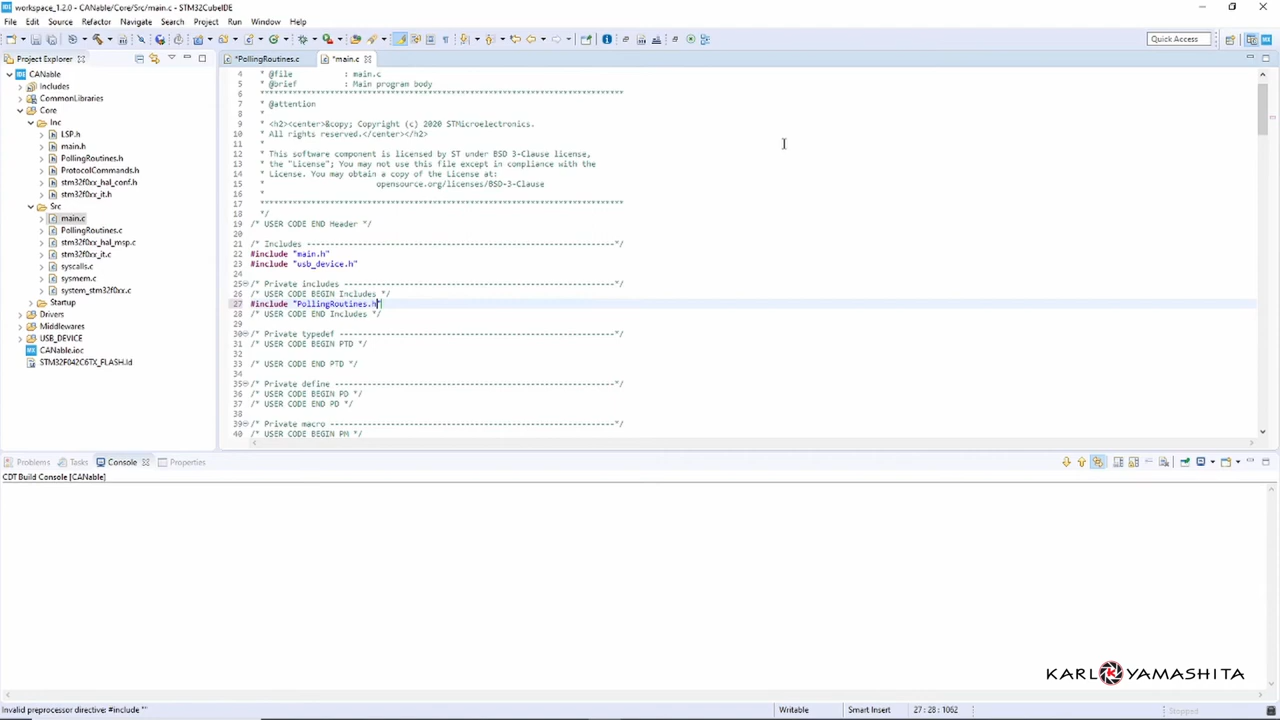 workspace_1.2.0 - CANable/Core/Src/main.c - STM32CubeIDE
File Edit Source Refactor Navigate Search Project Run Window Help
Quick Access
Project Explorer
*PollingRoutines.c
*main.c
CANable
Includes
CommonLibraries
Core
Inc
LSP.h
main.h
PollingRoutines.h
ProtocolCommands.h
stm32f0xx_hal_conf.h
stm32f0xx_it.h
Src
main.c
PollingRoutines.c
stm32f0xx_hal_msp.c
stm32f0xx_it.c
syscalls.c
sysmem.c
system_stm32f0xx.c
Startup
Drivers
Middlewares
USB_DEVICE
CANable.ioc
STM32F042C6TX_FLASH.ld
4 * @file : main.c
5 * @brief : Main program body
6 ******************************************************************************
7 * @attention
8 *
9 * <h2><center>&copy; Copyright (c) 2020 STMicroelectronics.
10 * All rights reserved.</center></h2>
11 *
12 * This software component is licensed by ST under BSD 3-Clause license,
13 * the "License"; You may not use this file except in compliance with the
14 * License. You may obtain a copy of the License at:
15 * opensource.org/licenses/BSD-3-Clause
16 *
17 ******************************************************************************
18 */
19 /* USER CODE END Header */
20
21 /* Includes ------------------------------------------------------------------*/
22 #include "main.h"
23 #include "usb_device.h"
24
25 /* Private includes ----------------------------------------------------------*/
26 /* USER CODE BEGIN Includes */
27 #include "PollingRoutines.h"
28 /* USER CODE END Includes */
29
30 /* Private typedef -----------------------------------------------------------*/
31 /* USER CODE BEGIN PTD */
32
33 /* USER CODE END PTD */
34
35 /* Private define ------------------------------------------------------------*/
36 /* USER CODE BEGIN PD */
37 /* USER CODE END PD */
38
39 /* Private macro -------------------------------------------------------------*/
40 /* USER CODE BEGIN PM */
Problems Tasks Console Properties
CDT Build Console [CANable]
KARL YAMASHITA
Invalid preprocessor directive: #include ""
Writable
Smart Insert
27 : 28 : 1062
Stopped